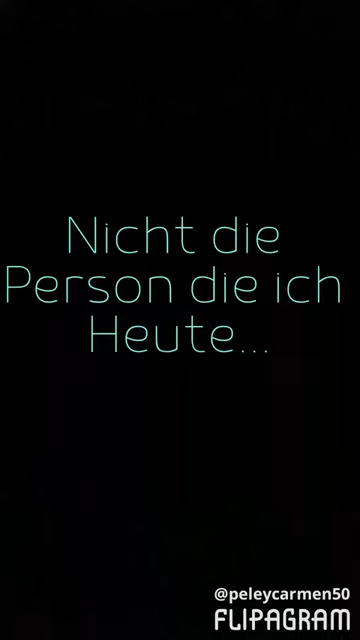 Nicht die
Person die ich
Heute...
@peleycarmen50
FLIPAGRAM